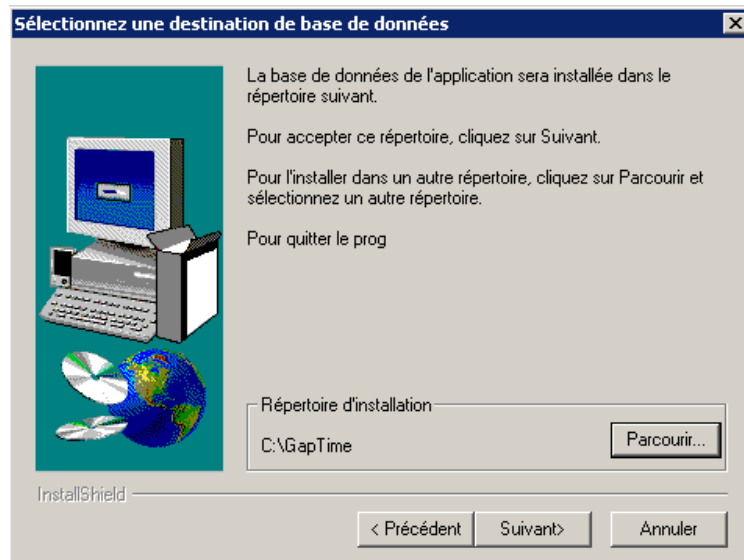 Sélectionnez une destination de base de données
La base de données de l'application sera installée dans le
répertoire suivant.
Pour accepter ce répertoire, cliquez sur Suivant.
Pour l'installer dans un autre répertoire, cliquez sur Parcourir et
sélectionnez un autre répertoire.
Pour quitter le prog
Répertoire d'installation
C:\GapTime
Parcourir...
InstallShield
< Précédent
Suivant>
Annuler